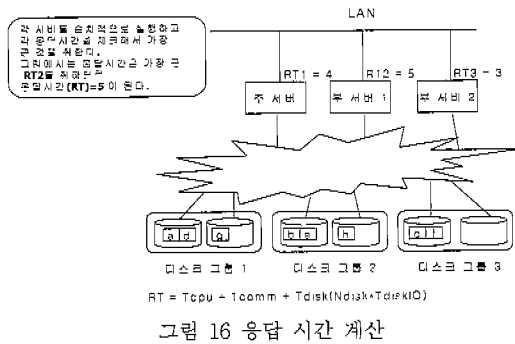 LAN
각 서버를 순차적으로 실행하고
각 응답시간을 체크해서 가장
큰 것을 취한다.
그림에서는 응답시간은 가장 큰
RT2를 취하면
응답시간(RT)=5 이 된다.
RT1 = 4
RT2 = 5
RT3 - 3
주 서버
부 서버 1
부 서버 2
a d
g
b e
h
c f
디스크 그룹 1
디스크 그룹 2
디스크 그룹 3
RT = Tcpu + Tcomm + Tdisk(Ndisk*TdiskIO)
그림 16 응답 시간 계산